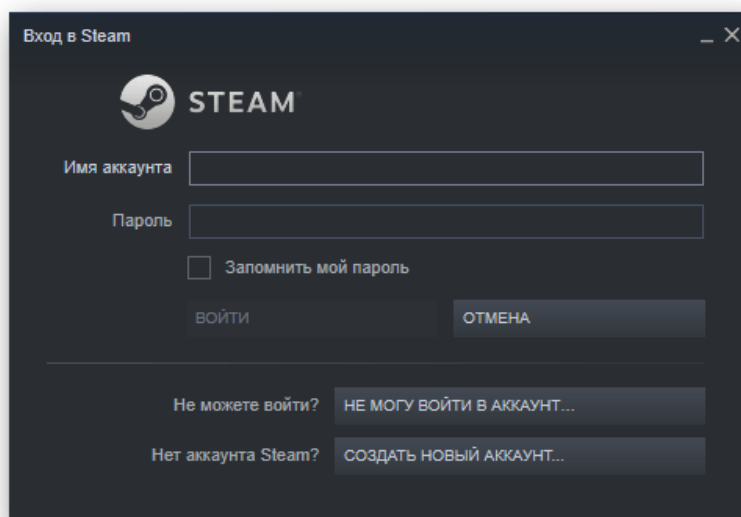 Вход в Steam
STEAM
Имя аккаунта
Пароль
Запомнить мой пароль
ВОЙТИ
ОТМЕНА
Не можете войти?
НЕ МОГУ ВОЙТИ В АККАУНТ...
Нет аккаунта Steam?
СОЗДАТЬ НОВЫЙ АККАУНТ...